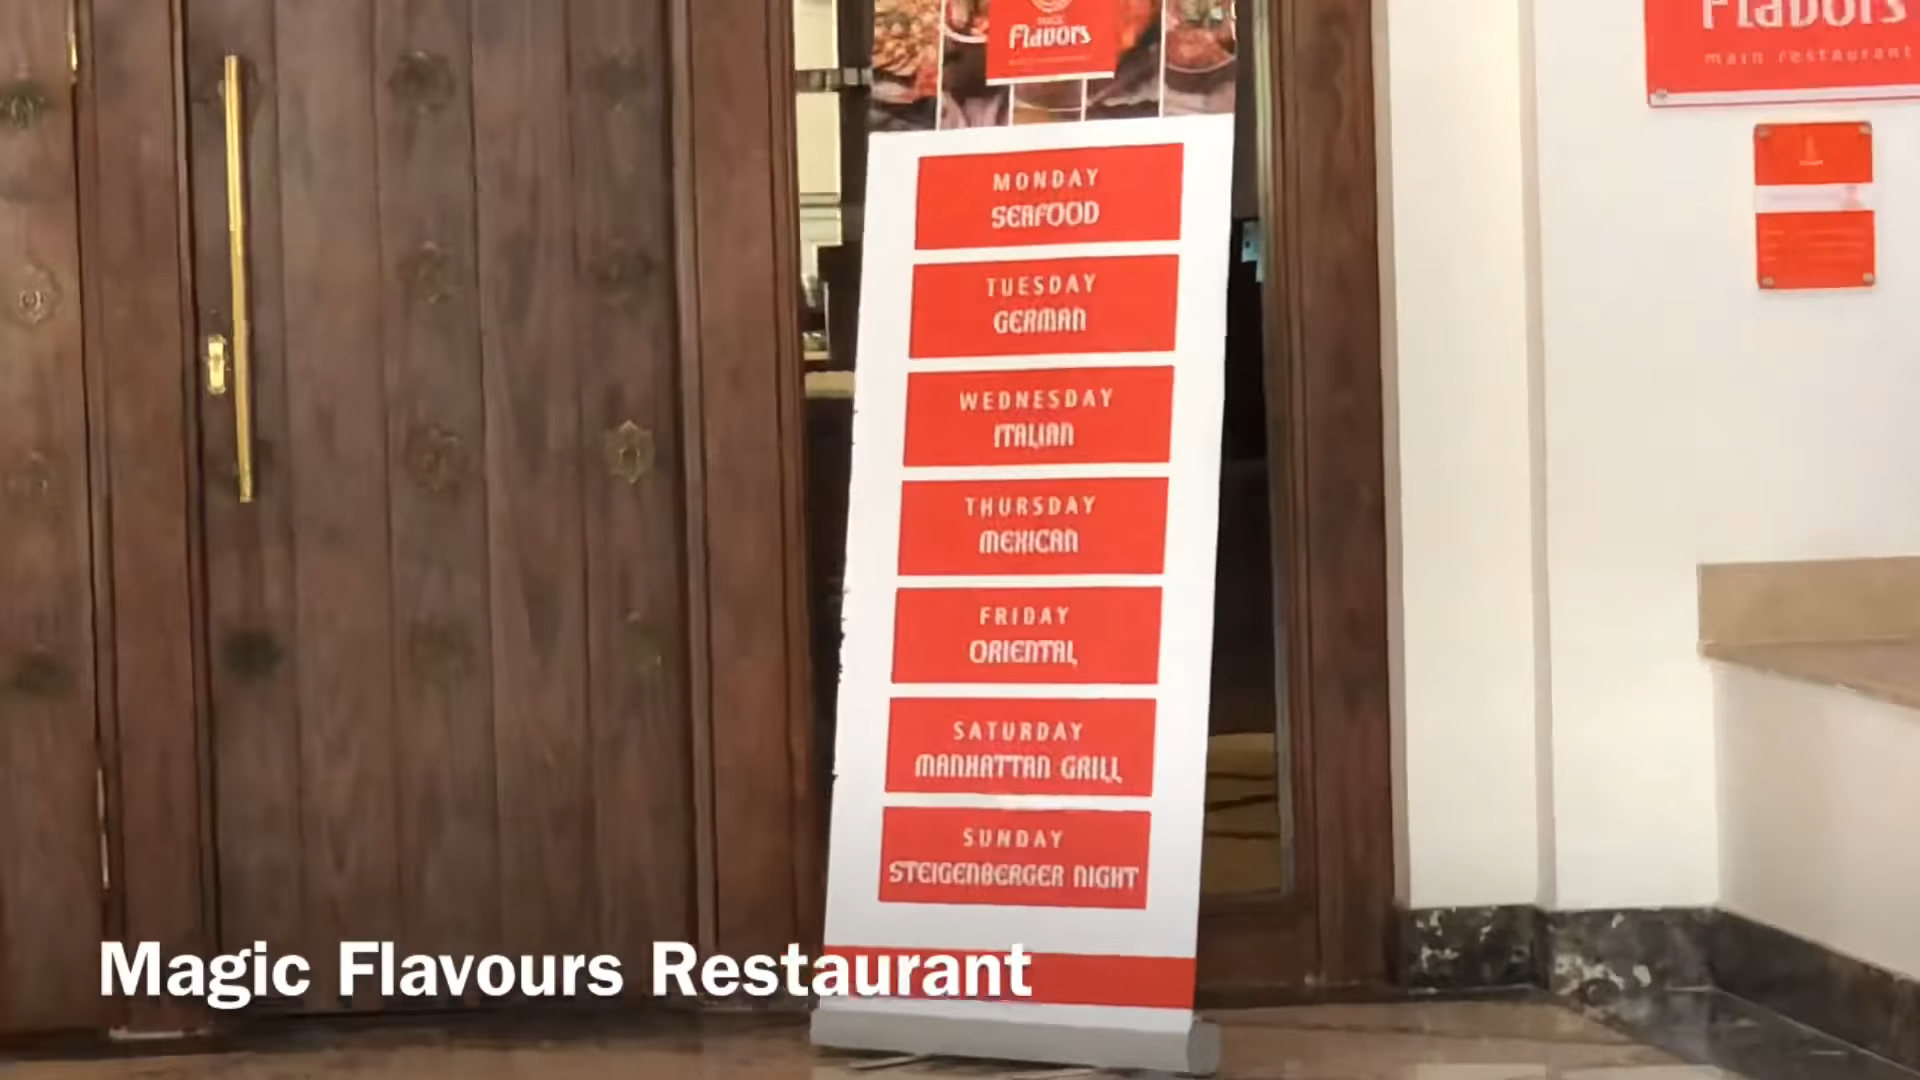 Flavors
Flavors
main restaurant
MONDAY
SEAFOOD
TUESDAY
GERMAN
WEDNESDAY
ITALIAN
THURSDAY
MEXICAN
FRIDAY
ORIENTAL
SATURDAY
MANHATTAN GRILL
SUNDAY
STEIGENBERGER NIGHT
Magic Flavours Restaurant